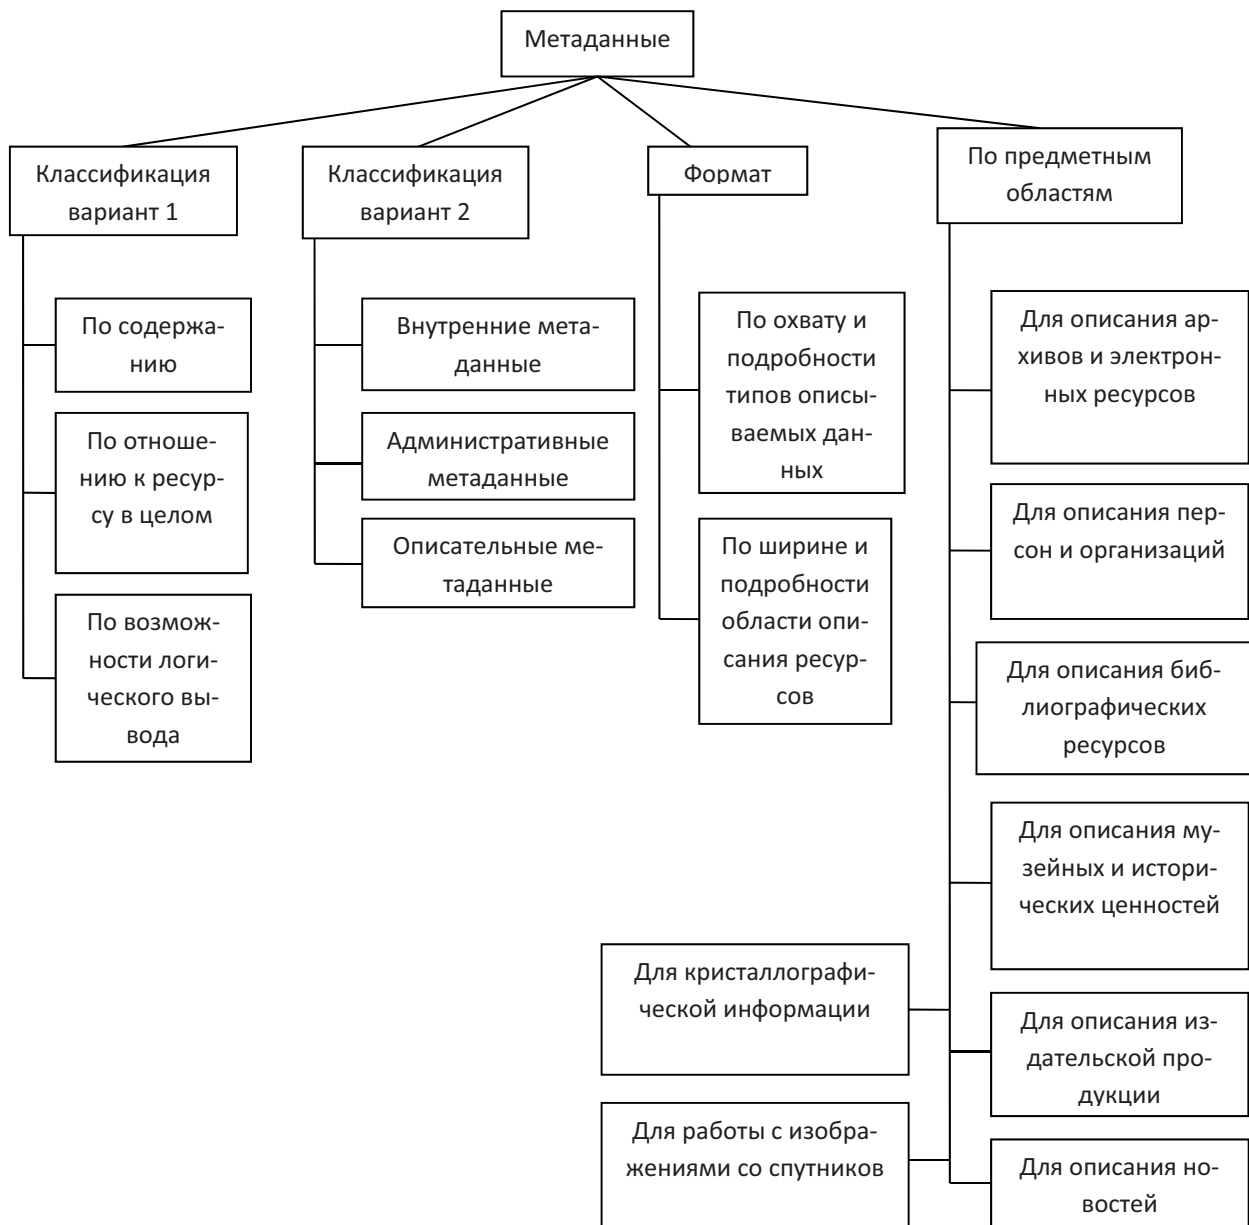 Метаданные
Классификация
вариант 1
Классификация
вариант 2
Формат
По предметным
областям
По содержа-
нию
По отноше-
нию к ресур-
су в целом
По возмож-
ности логи-
ческого вы-
вода
Внутренние мета-
данные
Административные
метаданные
Описательные ме-
таданные
По охвату и
подробности
типов описы-
ваемых дан-
ных
По ширине и
подробности
области опи-
сания ресур-
сов
Для описания ар-
хивов и электрон-
ных ресурсов
Для описания пер-
сон и организаций
Для описания биб-
лиографических
ресурсов
Для описания му-
зейных и истори-
ческих ценностей
Для кристаллографи-
ческой информации
Для описания из-
дательской про-
дукции
Для работы с изобра-
жениями со спутников
Для описания но-
востей